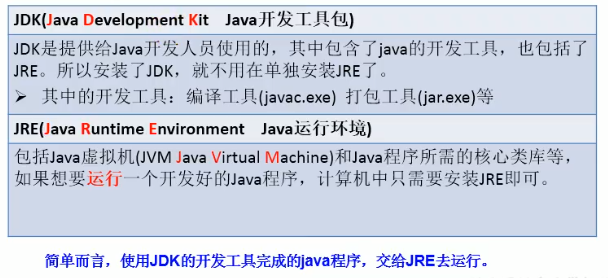 JDK(Java Development Kit Java开发工具包)
JDK是提供给Java开发人员使用的，其中包含了java的开发工具，也包括了
JRE。所以安装了JDK，就不用在单独安装JRE了。
➢ 其中的开发工具：编译工具(javac.exe) 打包工具(jar.exe)等
JRE(Java Runtime Environment Java运行环境)
包括Java虚拟机(JVM Java Virtual Machine)和Java程序所需的核心类库等，
如果想要运行一个开发好的Java程序，计算机中只需要安装JRE即可。
简单而言，使用JDK的开发工具完成的java程序，交给JRE去运行。